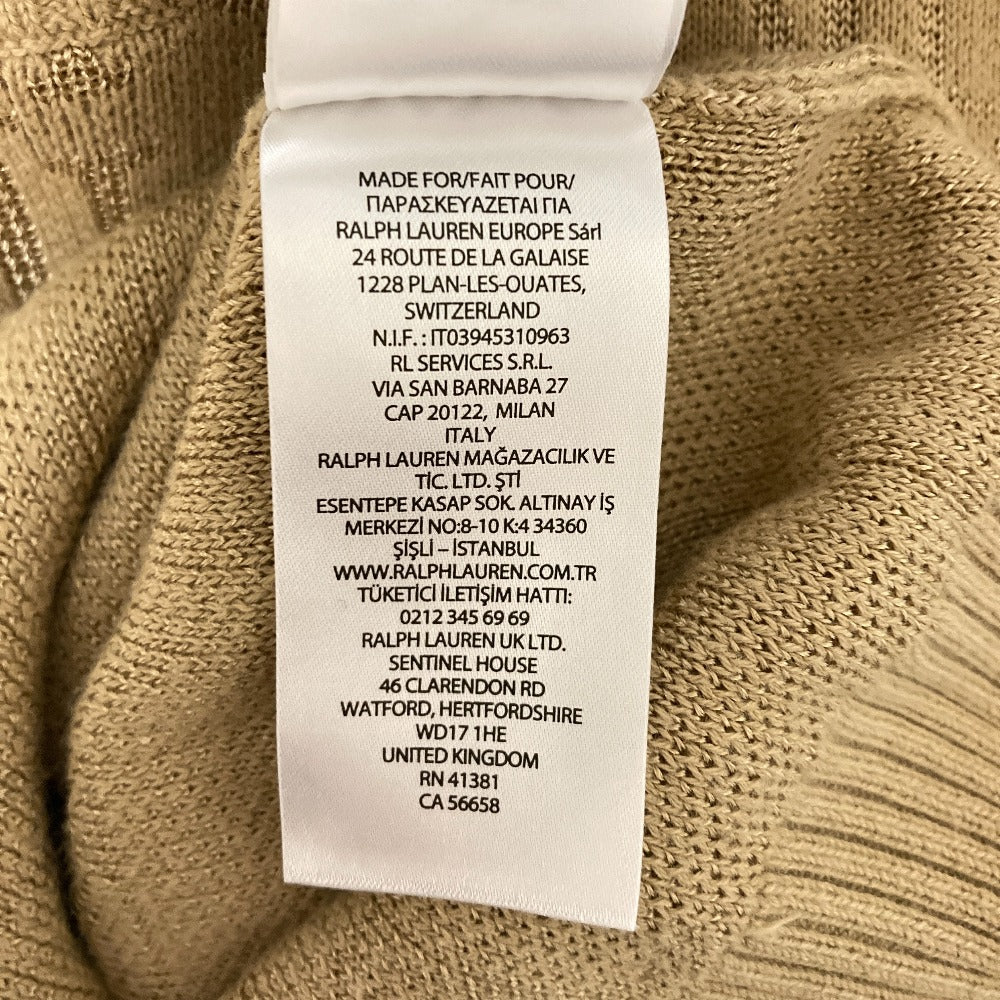 MADE FOR/FAIT POUR/
ΠΑΡΑΣΚΕΥΑΖΕΤΑΙ ΓΙΑ
RALPH LAUREN EUROPE Sárl
24 ROUTE DE LA GALAISE
1228 PLAN-LES-OUATES,
SWITZERLAND
N.I.F. : IT03945310963
RL SERVICES S.R.L.
VIA SAN BARNABA 27
CAP 20122, MILAN
ITALY
RALPH LAUREN MAĞAZACILIK VE
TİC. LTD. ŞTİ
ESENTEPE KASAP SOK. ALTINAY İŞ
MERKEZİ NO:8-10 K:4 34360
ŞİŞLİ – İSTANBUL
WWW.RALPHLAUREN.COM.TR
TÜKETİCİ İLETİŞİM HATTI:
0212 345 69 69
RALPH LAUREN UK LTD.
SENTINEL HOUSE
46 CLARENDON RD
WATFORD, HERTFORDSHIRE
WD17 1HE
UNITED KINGDOM
RN 41381
CA 56658